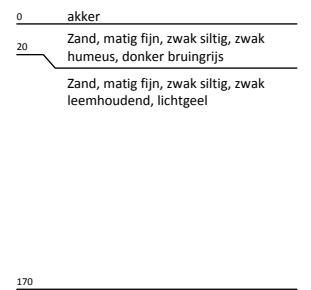 0 akker
20 Zand, matig fijn, zwak siltig, zwak
humeus, donker bruingrijs
Zand, matig fijn, zwak siltig, zwak
leemhoudend, lichtgeel
170